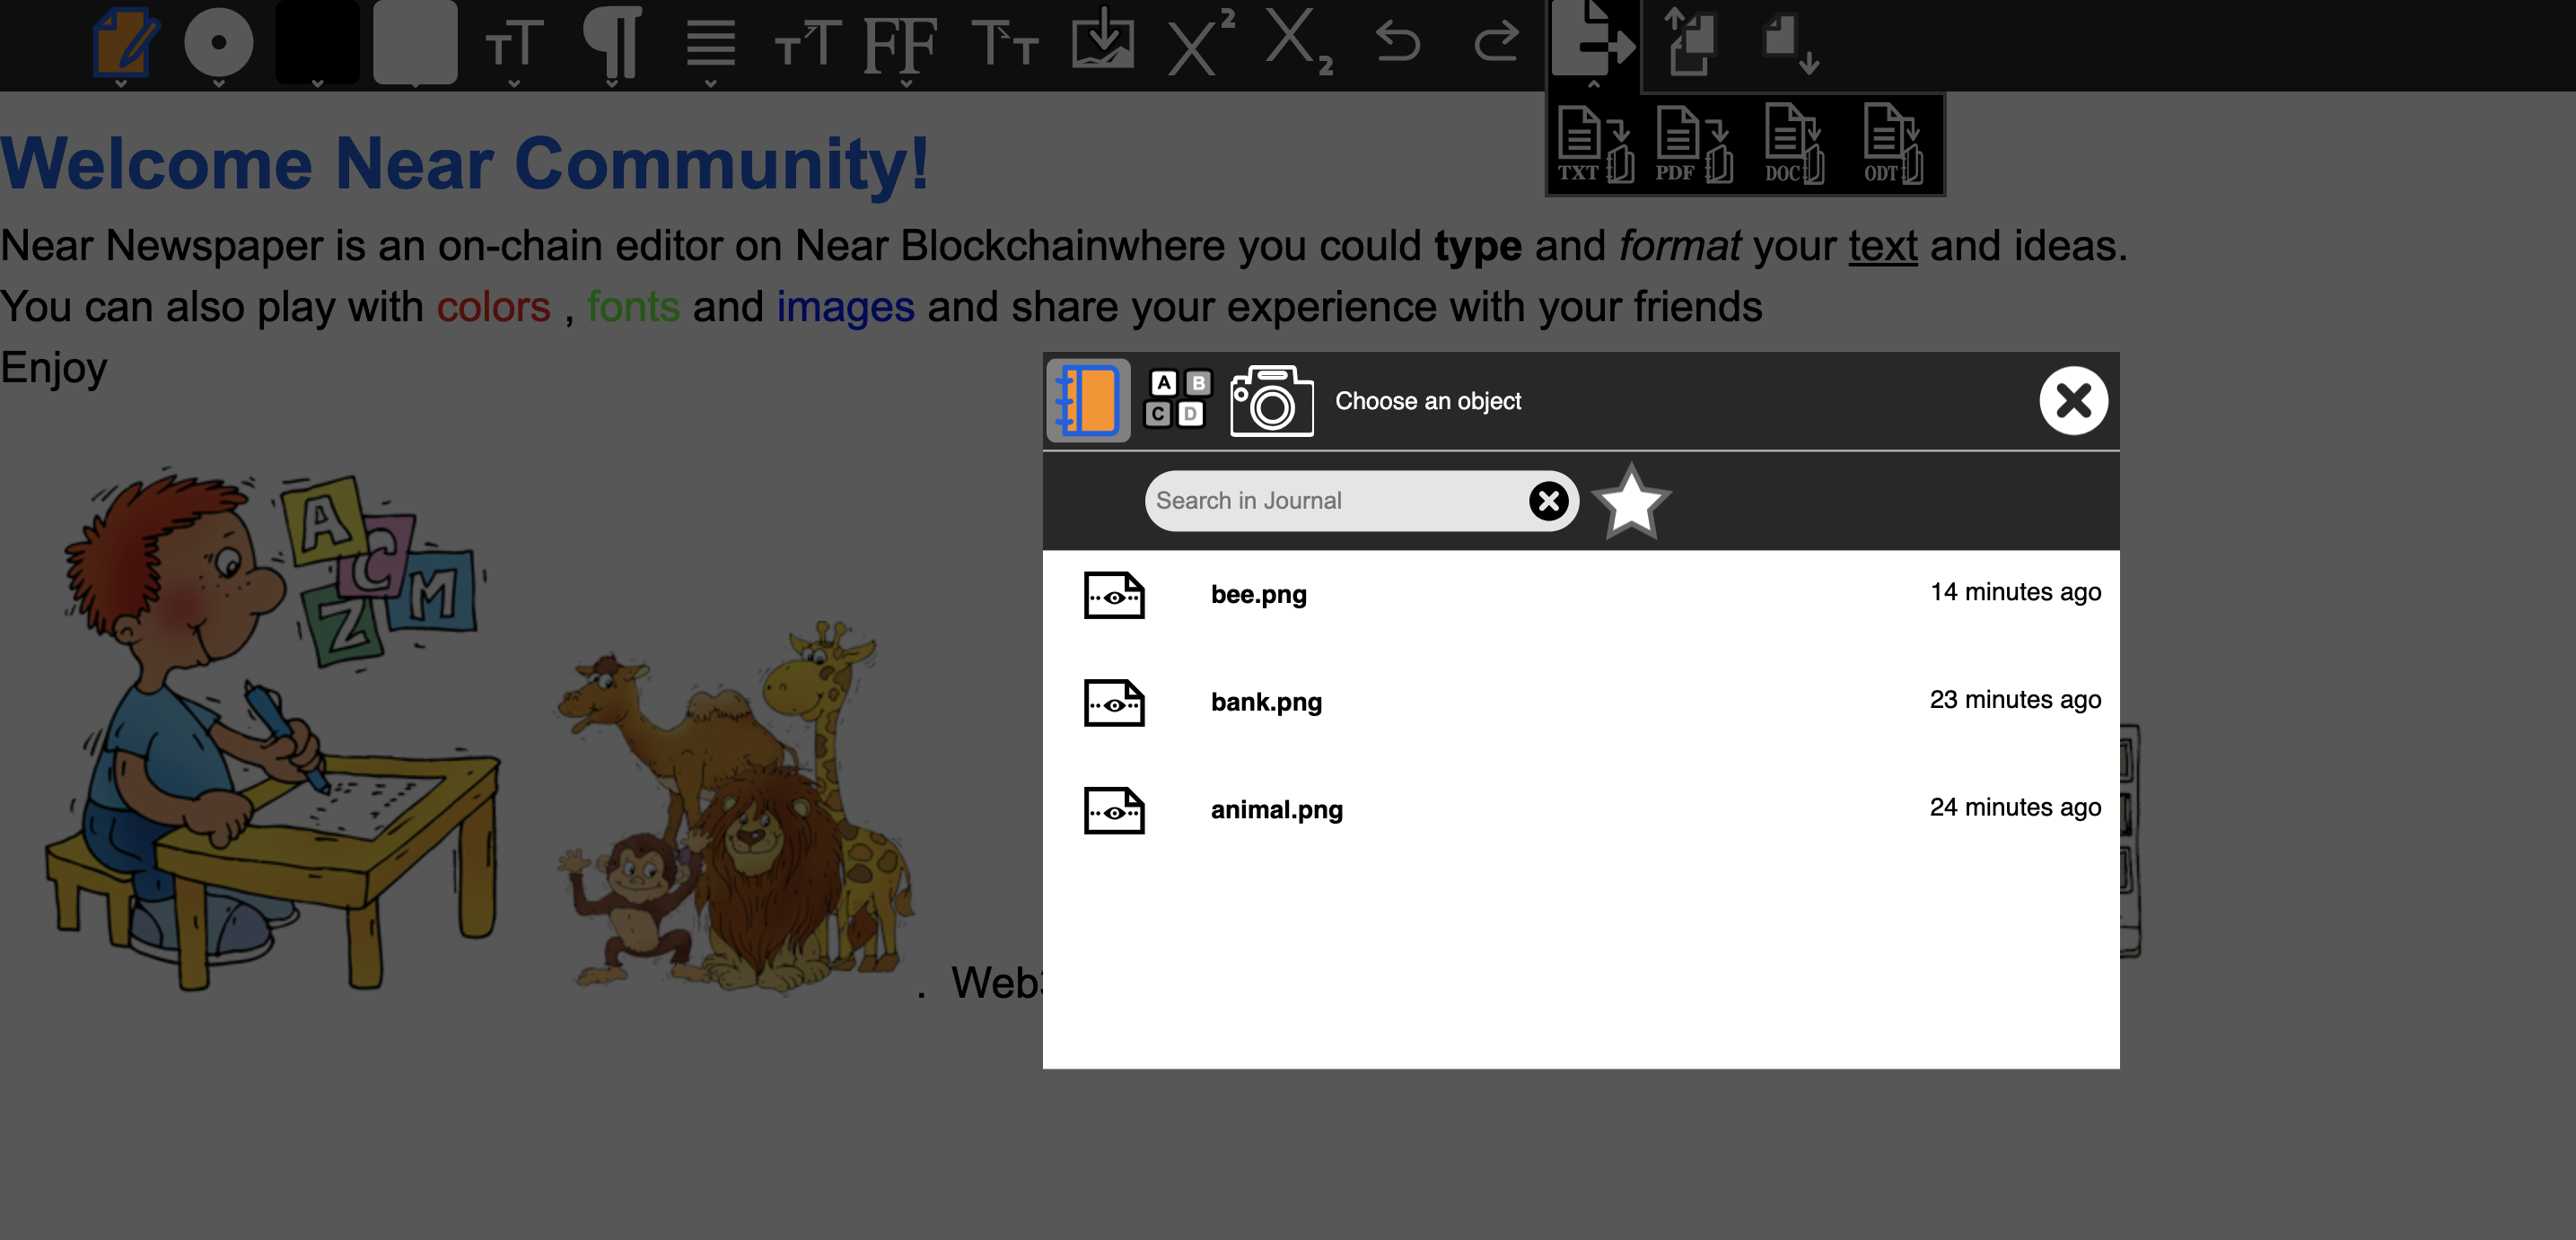 TXT PDF DOC ODT
Welcome Near Community!
Near Newspaper is an on-chain editor on Near Blockchainwhere you could type and format your text and ideas.
You can also play with colors , fonts and images and share your experience with your friends
Enjoy
A B
C D
Choose an object
Search in Journal
bee.png 14 minutes ago
bank.png 23 minutes ago
animal.png 24 minutes ago
A
C
M
Z
. Web